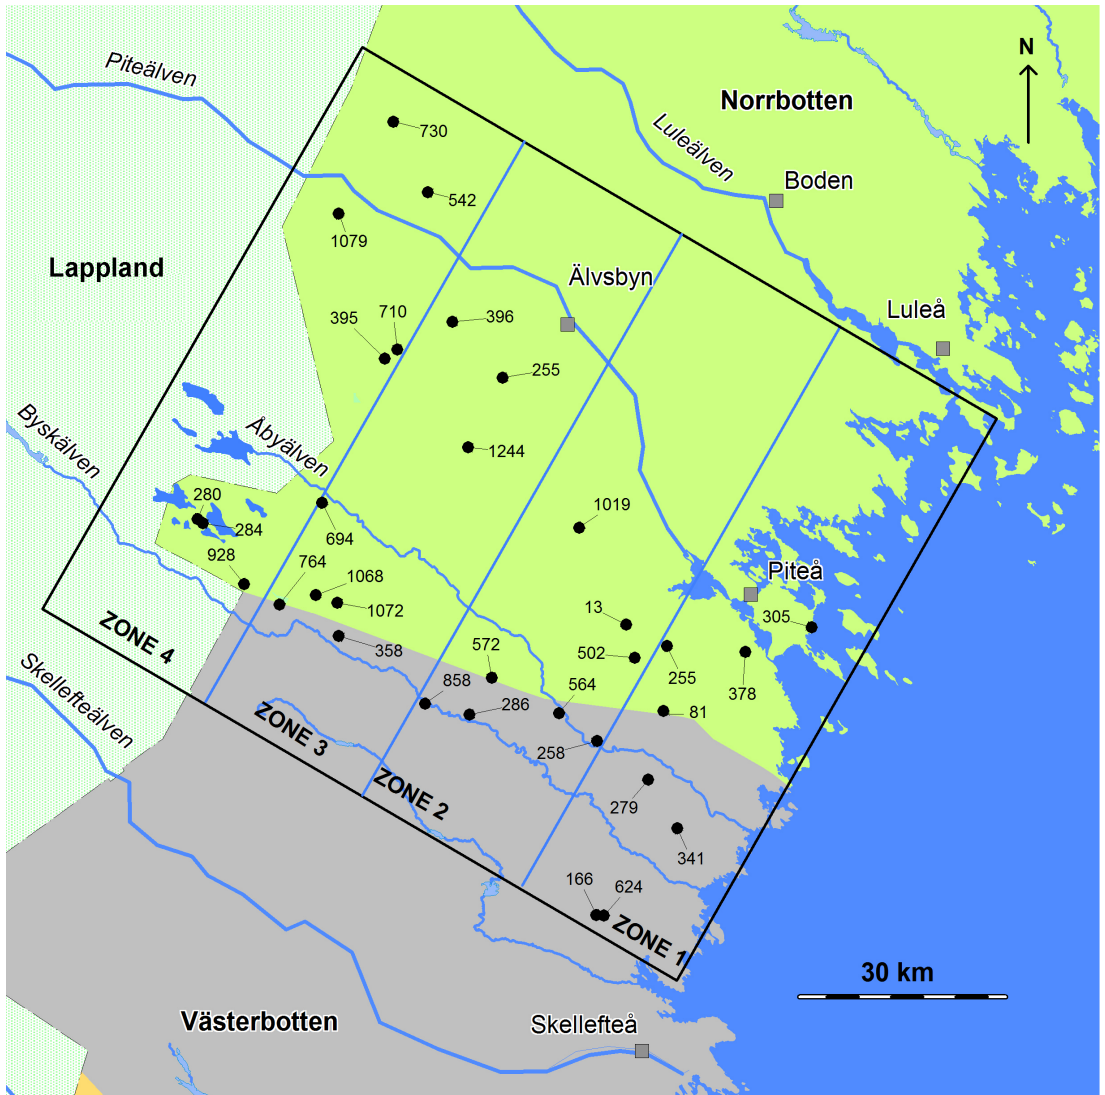 N
Piteälven
Norrbotten
730
Luleälven
Boden
542
1079
Lappland
Älvsbyn
Luleå
395
710
396
255
1244
Byskälven
Åbyälven
280
284
694
1019
928
764
1068
1072
Piteå
13
305
ZONE 4
358
572
502
255
378
Skellefteälven
858
286
564
81
ZONE 3
258
ZONE 2
279
341
166
624
ZONE 1
30 km
Västerbotten
Skellefteå